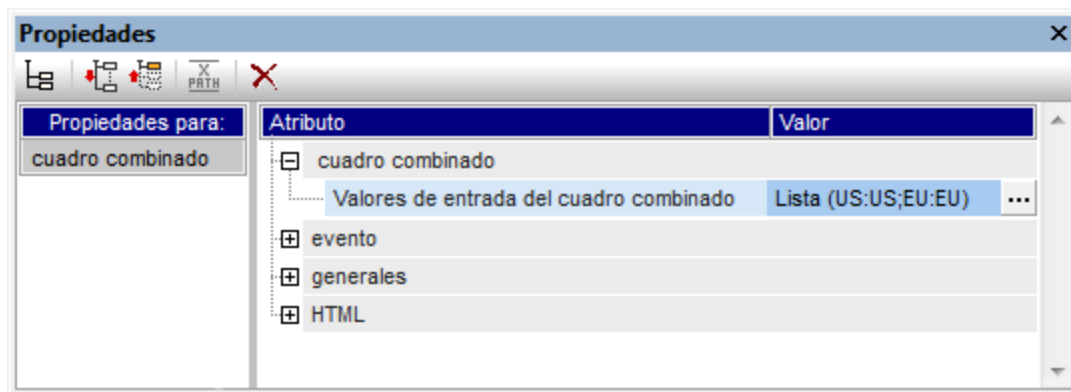 Propiedades
X PATH
Propiedades para: Atributo Valor
cuadro combinado cuadro combinado
Valores de entrada del cuadro combinado Lista (US:US;EU:EU) ...
evento
generales
HTML